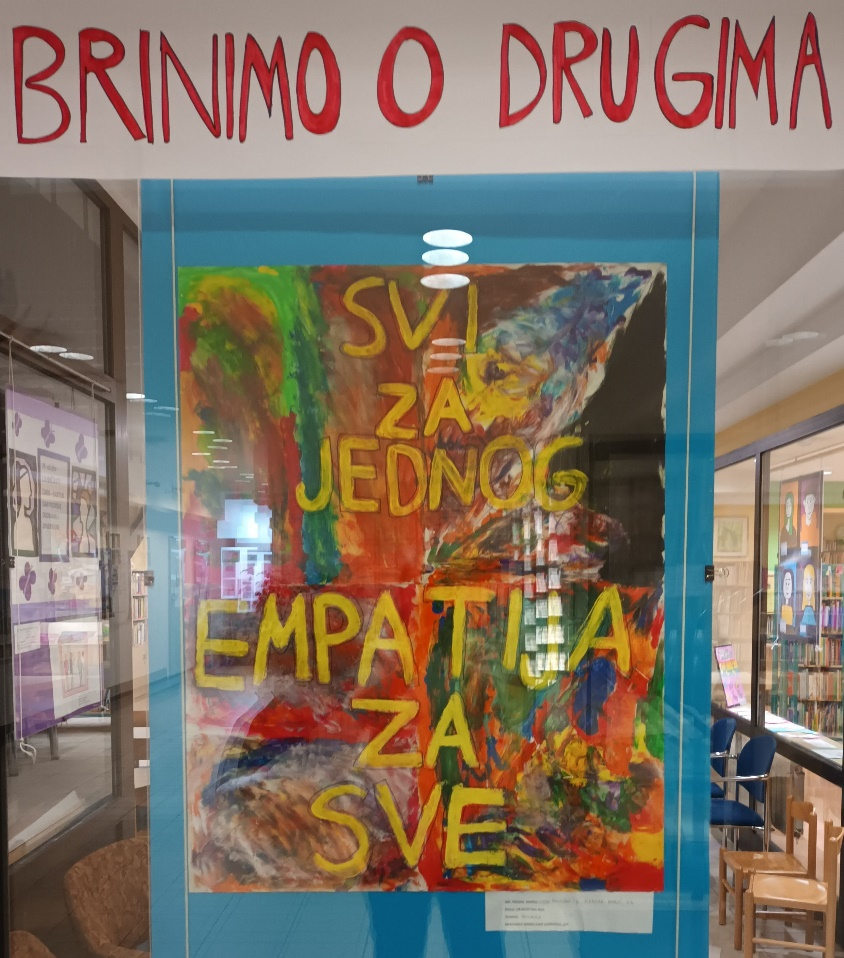 BRINIMO O DRUGIMA
SVI
ZA
JEDNOG
EMPATIJA
ZA
SVE